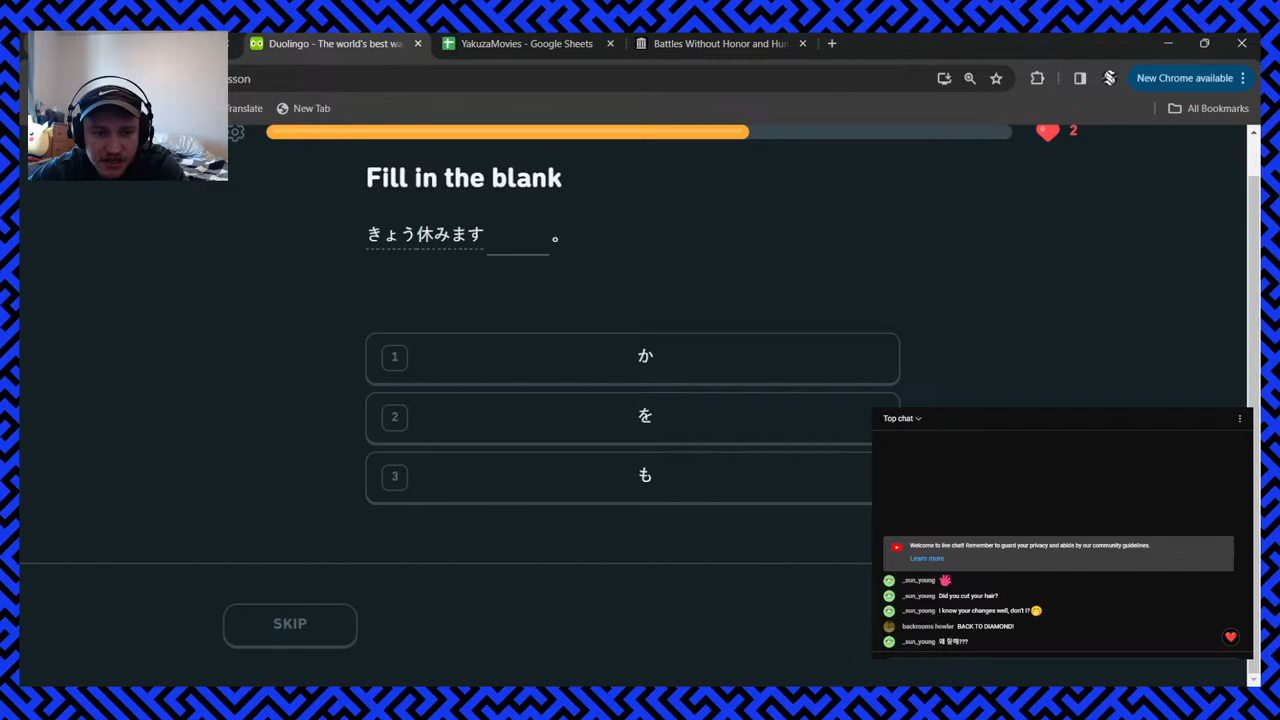 Duolingo - The world's best wa
YakuzaMovies - Google Sheets
Battles Without Honor and Hun
sson
New Chrome available
Translate
New Tab
All Bookmarks
2
Fill in the blank
きょう休みます ______ 。
1 か
2 を
3 も
SKIP
Top chat
Welcome to live chat! Remember to guard your privacy and abide by our community guidelines.
Learn more
_sun_young
_sun_young Did you cut your hair?
_sun_young I know your changes well, don't I?
backrooms howler BACK TO DIAMOND!
_sun_young 왜 잘해???